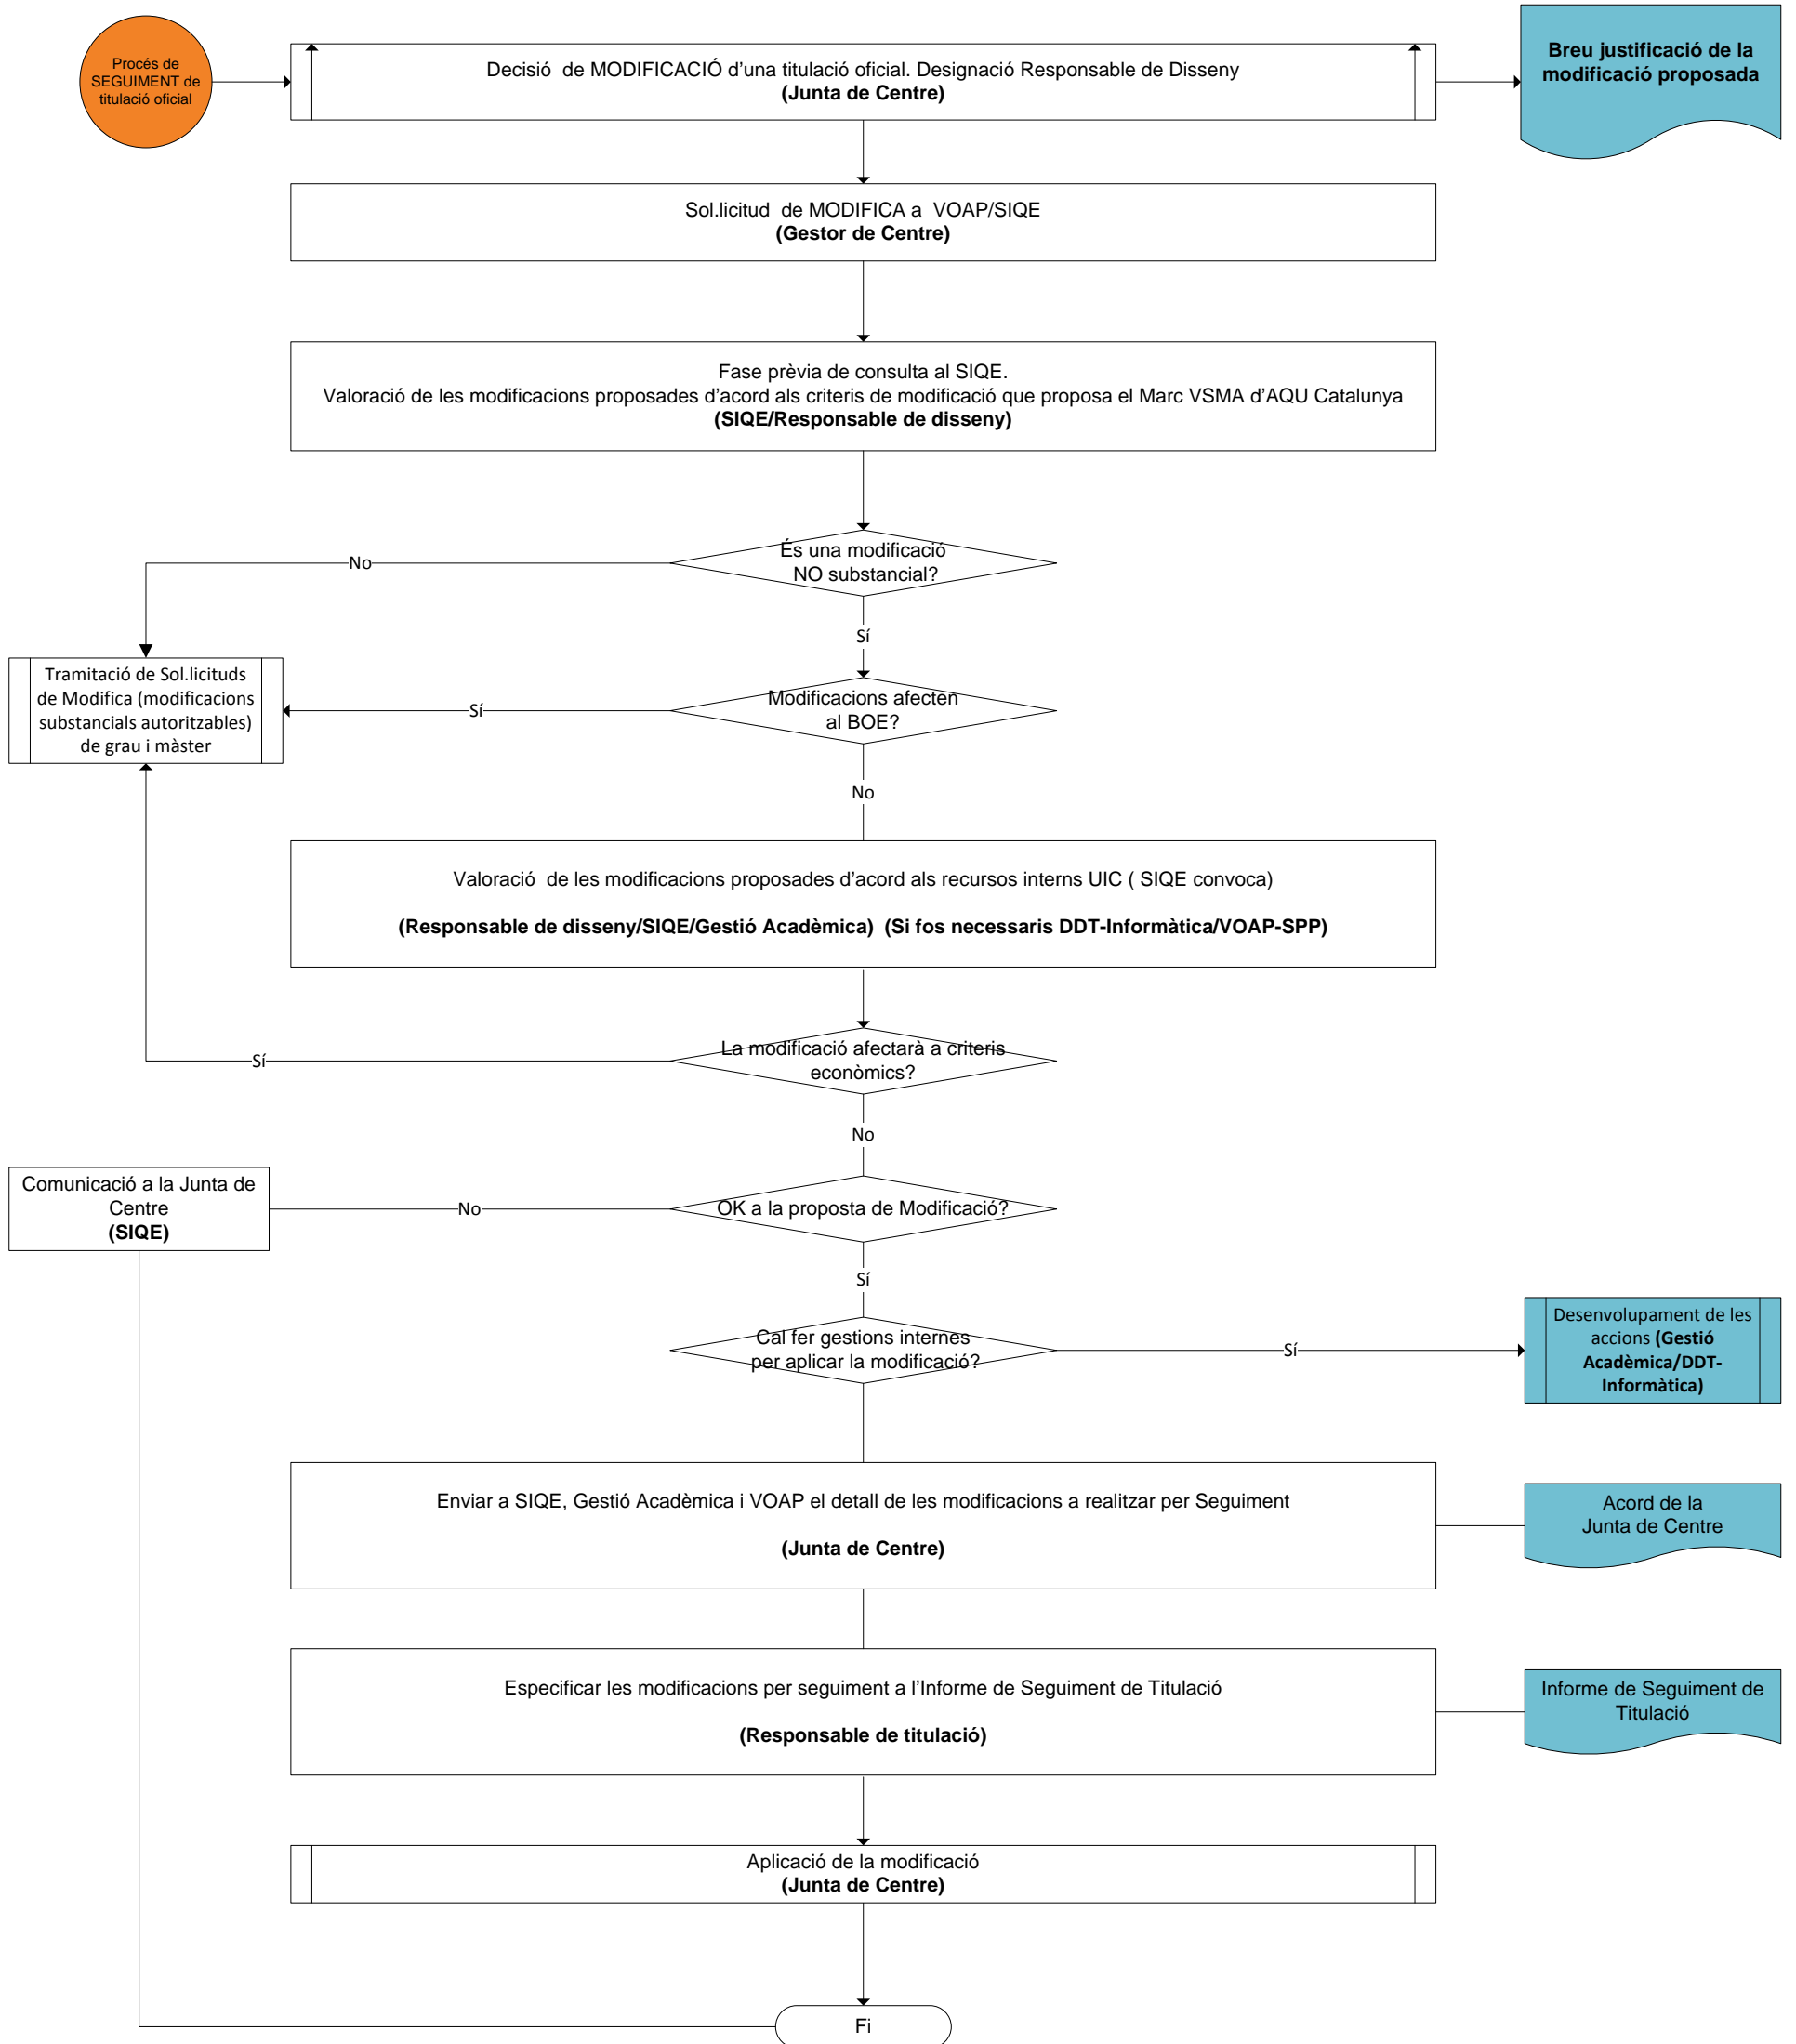 Procés de
SEGUIMENT de
titulació oficial
Decisió  de MODIFICACIÓ d'una titulació oficial. Designació Responsable de Disseny
(Junta de Centre)
Breu justificació de la
modificació proposada
Sol.licitud  de MODIFICA a  VOAP/SIQE
(Gestor de Centre)
Fase prèvia de consulta al SIQE.
Valoració de les modificacions proposades d'acord als criteris de modificació que proposa el Marc VSMA d'AQU Catalunya
(SIQE/Responsable de disseny)
És una modificació
NO substancial?
No
Sí
Tramitació de Sol.licituds
de Modifica (modificacions
substancials autoritzables)
de grau i màster
Modificacions afecten
al BOE?
Sí
No
Valoració  de les modificacions proposades d'acord als recursos interns UIC ( SIQE convoca)
(Responsable de disseny/SIQE/Gestió Acadèmica)  (Si fos necessaris DDT-Informàtica/VOAP-SPP)
La modificació afectarà a criteris
econòmics?
Sí
No
Comunicació a la Junta de
Centre
(SIQE)
No
OK a la proposta de Modificació?
Sí
Cal fer gestions internes
per aplicar la modificació?
Sí
Desenvolupament de les
accions (Gestió
Acadèmica/DDT-
Informàtica)
Enviar a SIQE, Gestió Acadèmica i VOAP el detall de les modificacions a realitzar per Seguiment
(Junta de Centre)
Acord de la
Junta de Centre
Especificar les modificacions per seguiment a l'Informe de Seguiment de Titulació
(Responsable de titulació)
Informe de Seguiment de
Titulació
Aplicació de la modificació
(Junta de Centre)
Fi